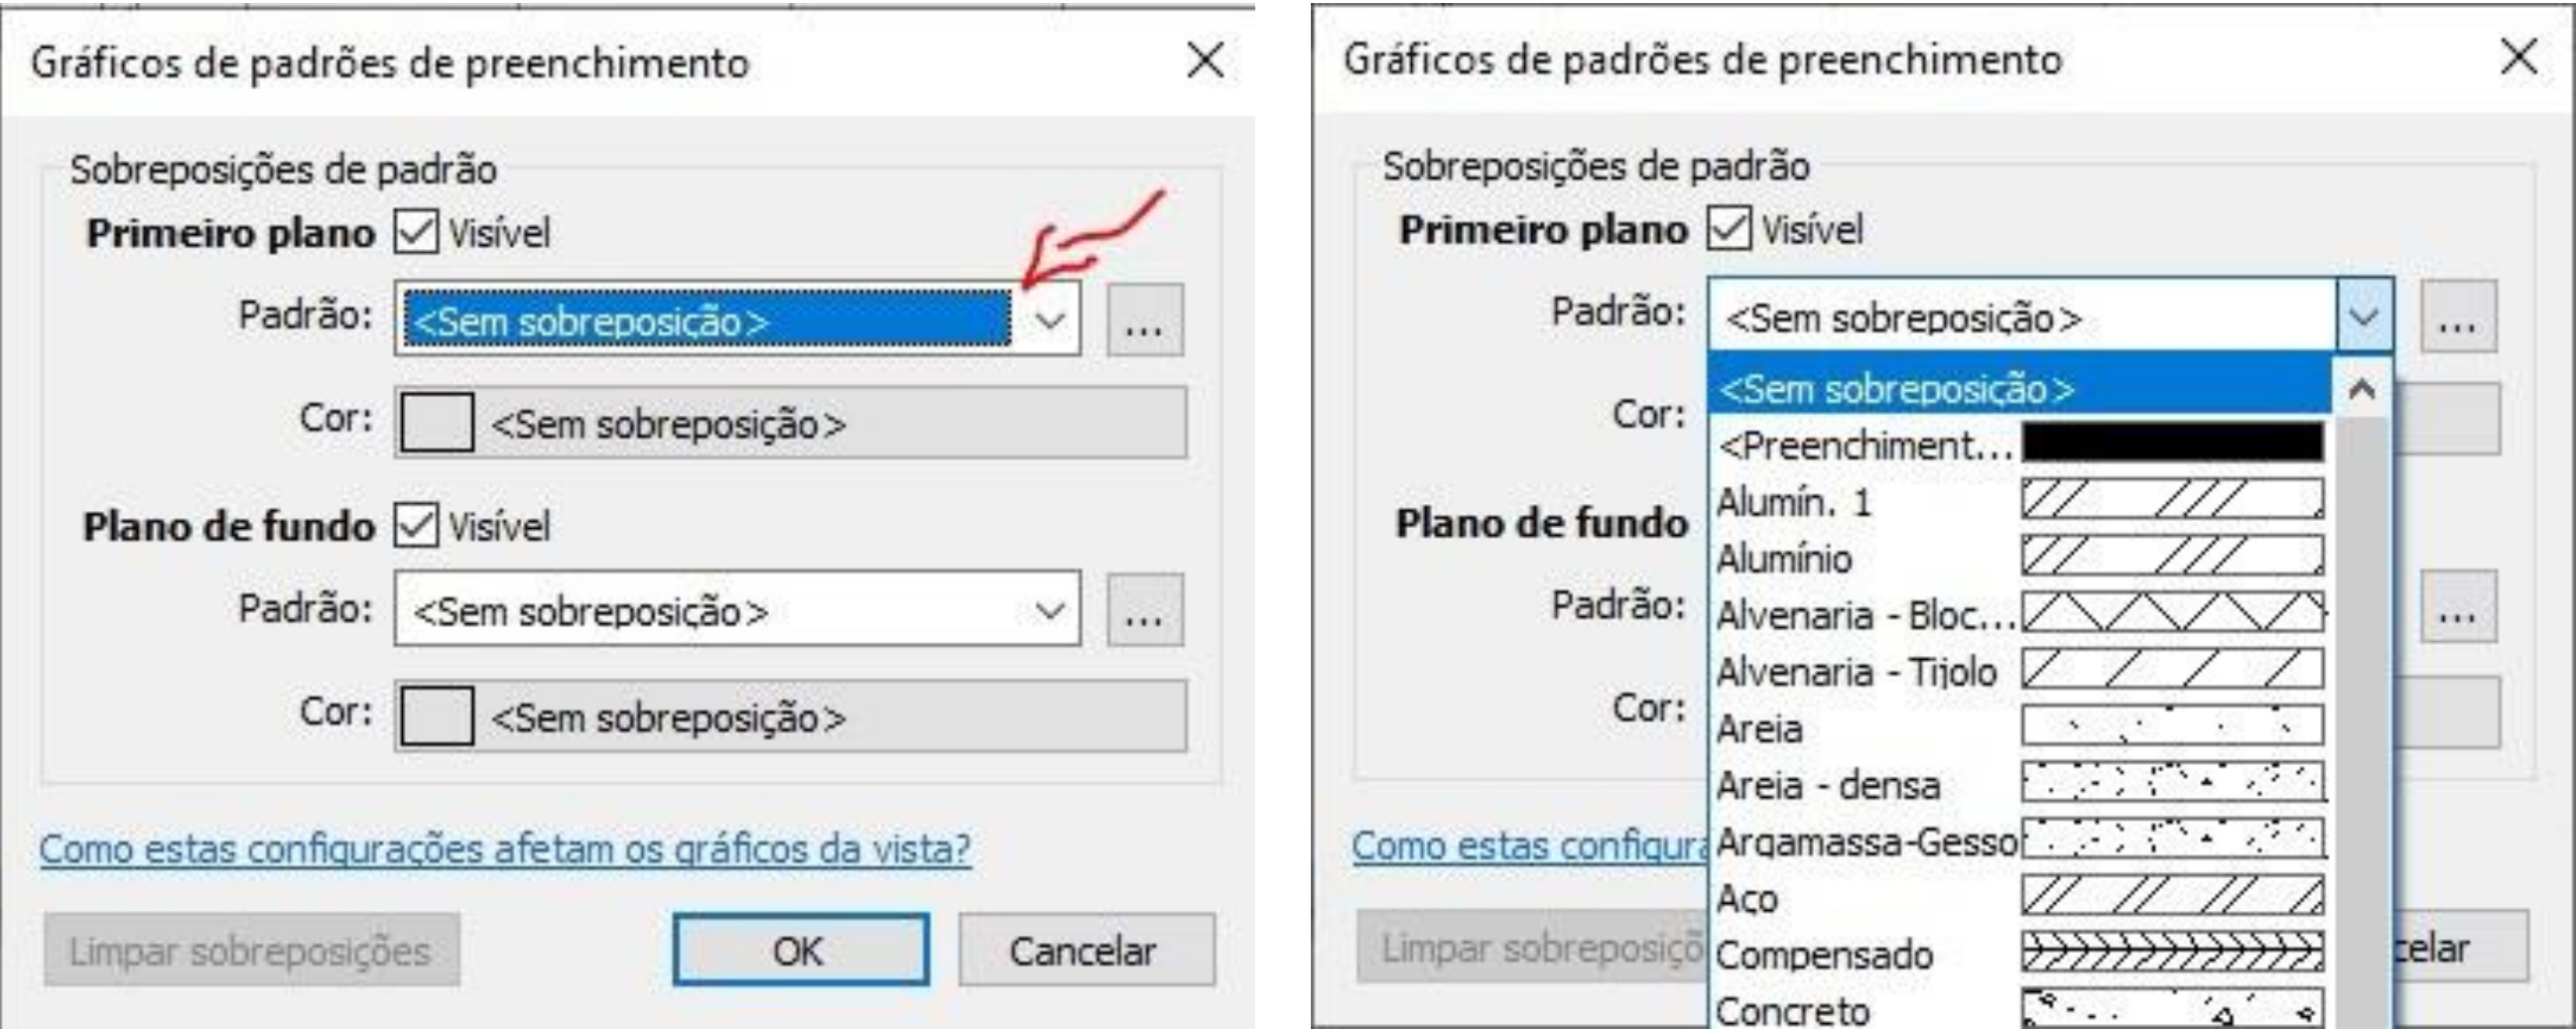 Gráficos de padrões de preenchimento
Sobreposições de padrão
Primeiro plano Visível
Padrão: <Sem sobreposição> ...
Cor: <Sem sobreposição>
Plano de fundo Visível
Padrão: <Sem sobreposição> ...
Cor: <Sem sobreposição>
Como estas configurações afetam os gráficos da vista?
Limpar sobreposições OK Cancelar
Gráficos de padrões de preenchimento
Sobreposições de padrão
Primeiro plano Visível
Padrão: <Sem sobreposição> ...
<Sem sobreposição>
Cor:
<Preenchiment...
Alumín. 1
Plano de fundo
Alumínio
Padrão: Alvenaria - Bloc... ...
Alvenaria - Tijolo
Cor:
Areia
Areia - densa
Como estas configura Argamassa-Gesso
Aço
Limpar sobreposiçõ Compensado celar
Concreto